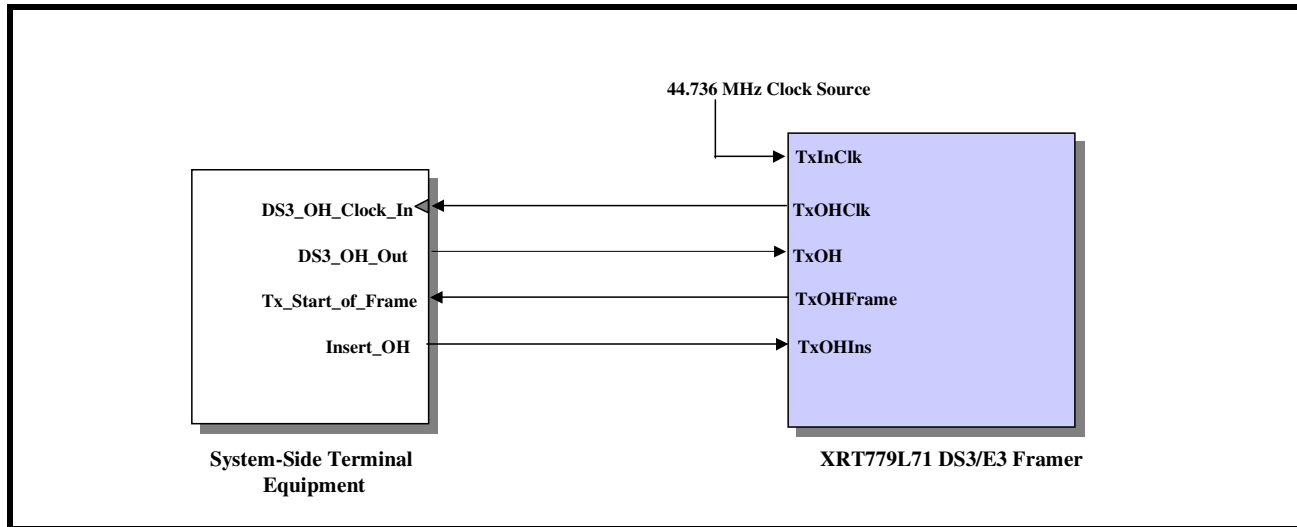 44.736 MHz Clock Source
TxInClk
DS3_OH_Clock_In
TxOHClk
DS3_OH_Out
TxOH
Tx_Start_of_Frame
TxOHFrame
Insert_OH
TxOHIns
System-Side Terminal
Equipment
XRT779L71 DS3/E3 Framer